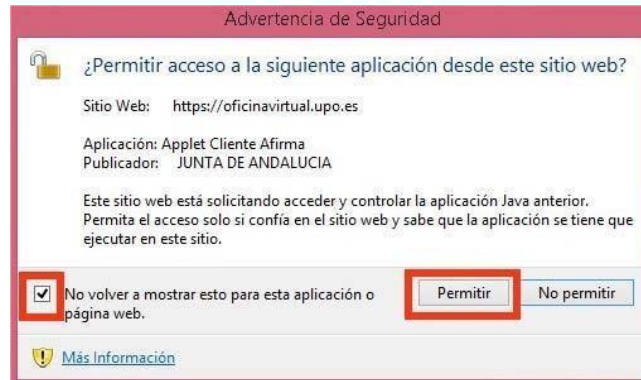 Advertencia de Seguridad
¿Permitir acceso a la siguiente aplicación desde este sitio web?
Sitio Web: https://oficinavirtual.upo.es
Aplicación: Applet Cliente Afirma
Publicador: JUNTA DE ANDALUCIA
Este sitio web está solicitando acceder y controlar la aplicación Java anterior.
Permita el acceso solo si confía en el sitio web y sabe que la aplicación se tiene que
ejecutar en este sitio.
No volver a mostrar esto para esta aplicación o
página web.
Permitir
No permitir
Más Información